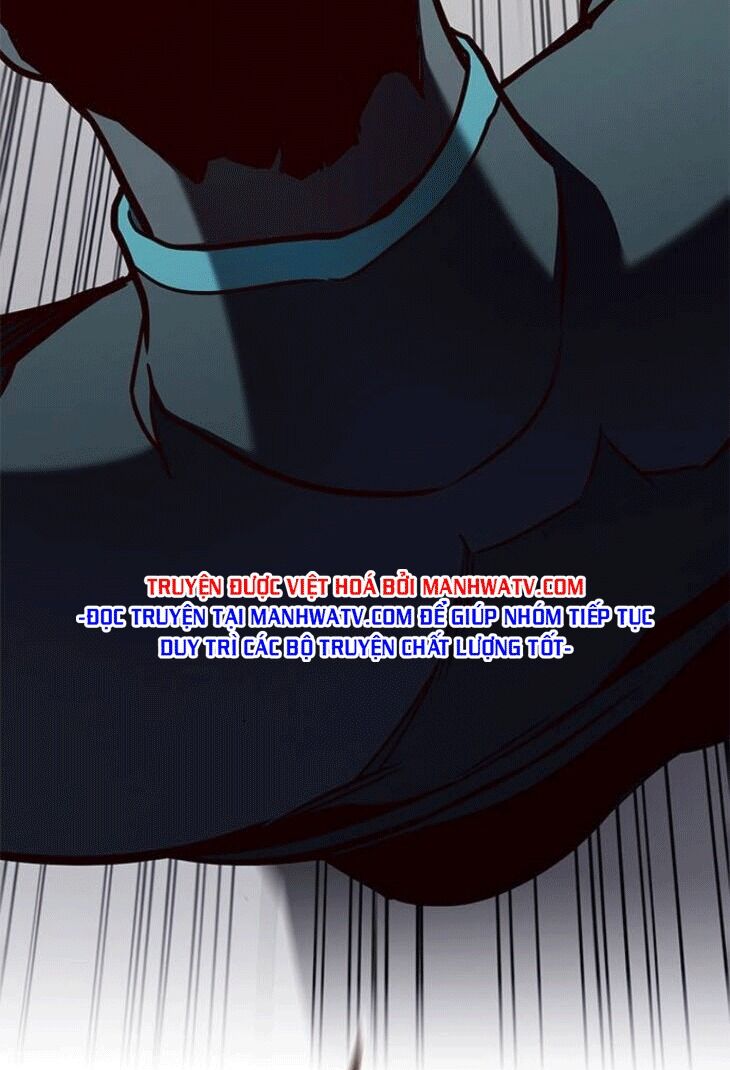 TRUYỆN ĐƯỢC VIỆT HOÁ BỞI MANHWATV.COM
-ĐỌC TRUYỆN TẠI MANHWATV.COM ĐỂ GIÚP NHÓM TIẾP TỤC
DUY TRÌ CÁC BỘ TRUYỆN CHẤT LƯỢNG TỐT-